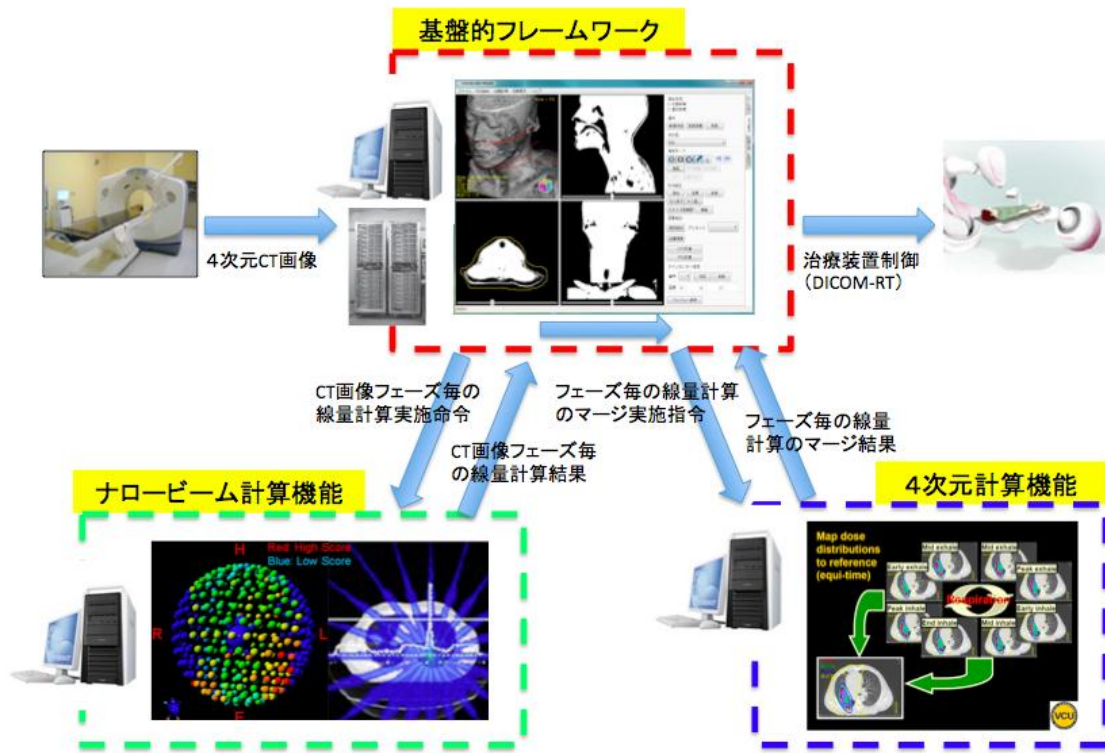 基盤的フレームワーク
4次元CT画像
治療装置制御
(DICOM-RT)
CT画像フェーズ毎の
線量計算実施命令
CT画像フェーズ毎
の線量計算結果
フェーズ毎の線量計算
のマージ実施指令
フェーズ毎の線量
計算のマージ結果
ナロービーム計算機能
H
Red: High Score
Blue: Low Score
R
L
F
4次元計算機能
Map dose
distributions
to reference
(equi-time)
Mid exhale
Mid exhale
Early exhale
Peak exhale
Respiration
Peak inhale
Early inhale
End inhale
Mid inhale
VCU